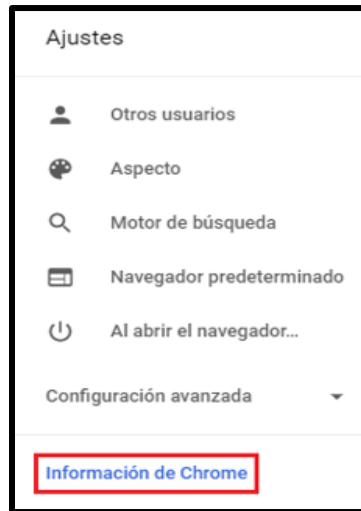 Ajustes
Otros usuarios
Aspecto
Motor de búsqueda
Navegador predeterminado
Al abrir el navegador...
Configuración avanzada
Información de Chrome